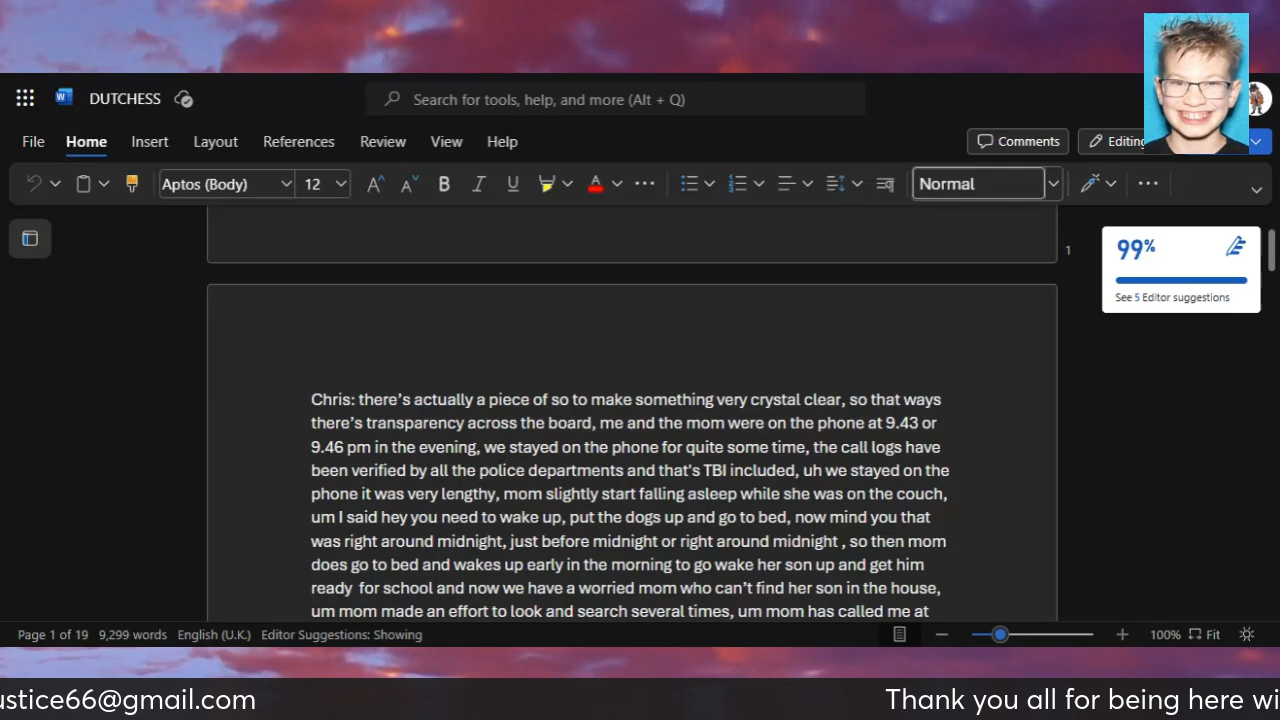 DUTCHESS
Search for tools, help, and more (Alt + Q)
File Home Insert Layout References Review View Help
Comments
Editing
Aptos (Body) 12 A A B I U A Normal
1
99%
See 5 Editor suggestions
Chris: there's actually a piece of so to make something very crystal clear, so that ways
there's transparency across the board, me and the mom were on the phone at 9.43 or
9.46 pm in the evening, we stayed on the phone for quite some time, the call logs have
been verified by all the police departments and that's TBI included, uh we stayed on the
phone it was very lengthy, mom slightly start falling asleep while she was on the couch,
um I said hey you need to wake up, put the dogs up and go to bed, now mind you that
was right around midnight, just before midnight or right around midnight , so then mom
does go to bed and wakes up early in the morning to go wake her son up and get him
ready  for school and now we have a worried mom who can't find her son in the house,
um mom made an effort to look and search several times, um mom has called me at
Page 1 of 19 9,299 words English (U.K.) Editor Suggestions: Showing
100% Fit
ustice66@gmail.com Thank you all for being here wi